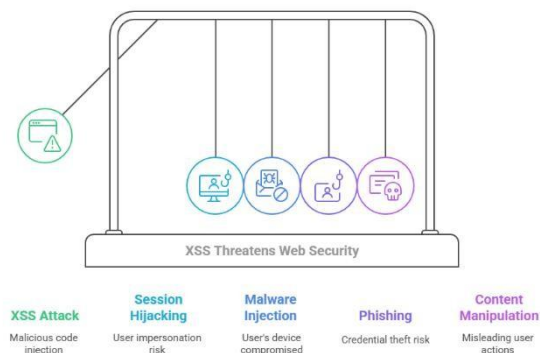 XSS Threatens Web Security
XSS Attack
Malicious code
injection
Session
Hijacking
User impersonation
risk
Malware
Injection
User's device
compromised
Phishing
Credential theft risk
Content
Manipulation
Misleading user
actions